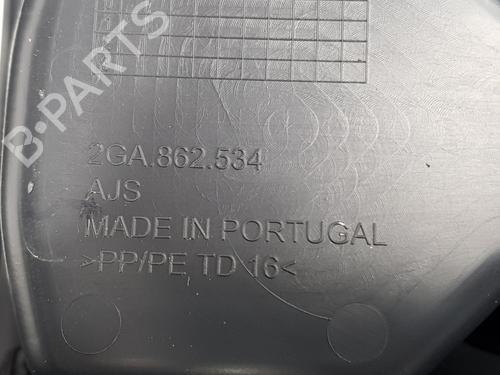 B-PARTS
2GA.862.534
AJS
MADE IN PORTUGAL
>PP/PE TD 16<